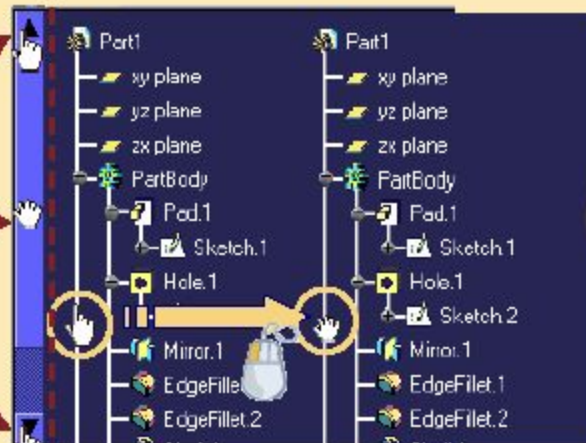 Part1
xy plane
yz plane
zx plane
PartBody
Pad.1
Sketch.1
Hole.1
Mirror.1
EdgeFille
EdgeFillet.2
Part1
xy plane
yz plane
zx plane
PartBody
Pad.1
Sketch.1
Hole.1
Sketch.2
Mirror.1
EdgeFillet.1
EdgeFillet.2